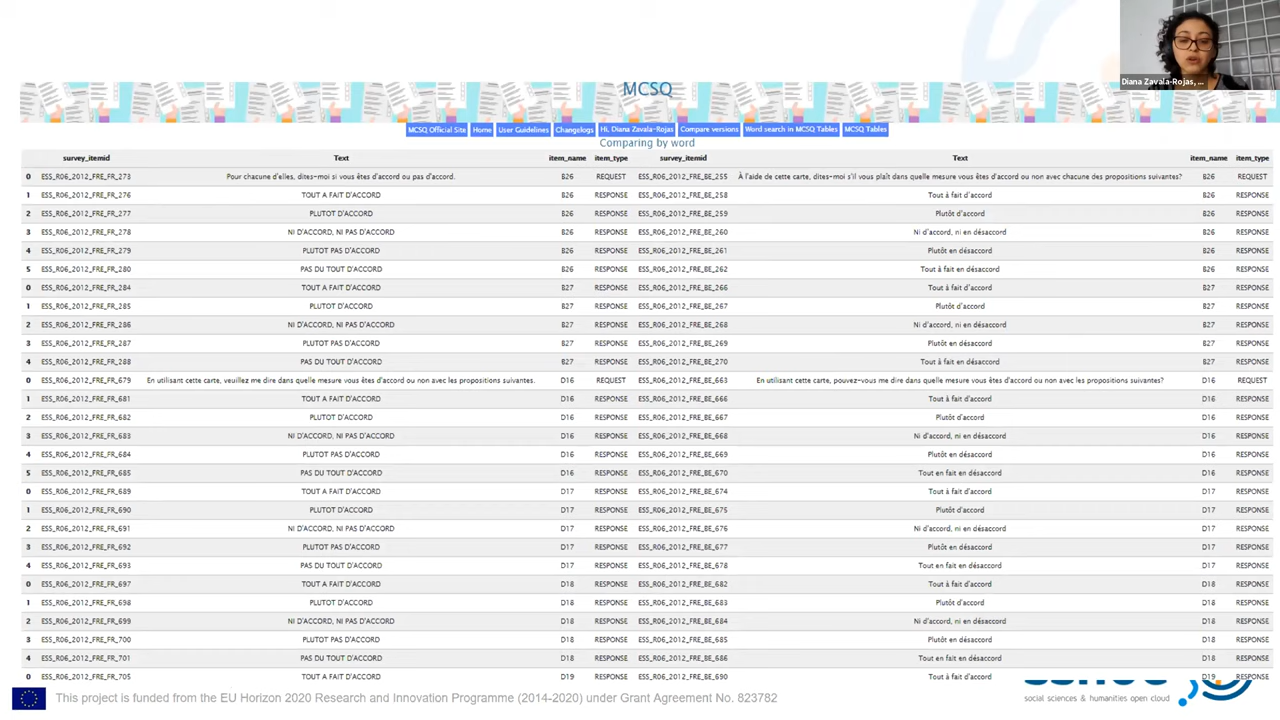 Diana Zavala-Rojas, ...
MCSQ
MCSQ Official Site Home User Guidelines Changelogs Hi, Diana Zavala-Rojas Compare versions Word search in MCSQ Tables MCSQ Tables
Comparing by word
survey_itemid Text item_name item_type survey_itemid Text item_name item_type
0 ESS_R06_2012_FRE_FR_273 Pour chacune d'elles, dites-moi si vous êtes d'accord ou pas d'accord. B26 REQUEST ESS_R06_2012_FRE_BE_255 À l'aide de cette carte, dites-moi s'il vous plaît dans quelle mesure vous êtes d'accord ou non avec chacune des propositions suivantes? B26 REQUEST
1 ESS_R06_2012_FRE_FR_276 TOUT A FAIT D'ACCORD B26 RESPONSE ESS_R06_2012_FRE_BE_258 Tout à fait d'accord B26 RESPONSE
2 ESS_R06_2012_FRE_FR_277 PLUTOT D'ACCORD B26 RESPONSE ESS_R06_2012_FRE_BE_259 Plutôt d'accord B26 RESPONSE
3 ESS_R06_2012_FRE_FR_278 NI D'ACCORD, NI PAS D'ACCORD B26 RESPONSE ESS_R06_2012_FRE_BE_260 Ni d'accord, ni en désaccord B26 RESPONSE
4 ESS_R06_2012_FRE_FR_279 PLUTOT PAS D'ACCORD B26 RESPONSE ESS_R06_2012_FRE_BE_261 Plutôt en désaccord B26 RESPONSE
5 ESS_R06_2012_FRE_FR_280 PAS DU TOUT D'ACCORD B26 RESPONSE ESS_R06_2012_FRE_BE_262 Tout à fait en désaccord B26 RESPONSE
0 ESS_R06_2012_FRE_FR_284 TOUT A FAIT D'ACCORD B27 RESPONSE ESS_R06_2012_FRE_BE_266 Tout à fait d'accord B27 RESPONSE
1 ESS_R06_2012_FRE_FR_285 PLUTOT D'ACCORD B27 RESPONSE ESS_R06_2012_FRE_BE_267 Plutôt d'accord B27 RESPONSE
2 ESS_R06_2012_FRE_FR_286 NI D'ACCORD, NI PAS D'ACCORD B27 RESPONSE ESS_R06_2012_FRE_BE_268 Ni d'accord, ni en désaccord B27 RESPONSE
3 ESS_R06_2012_FRE_FR_287 PLUTOT PAS D'ACCORD B27 RESPONSE ESS_R06_2012_FRE_BE_269 Plutôt en désaccord B27 RESPONSE
4 ESS_R06_2012_FRE_FR_288 PAS DU TOUT D'ACCORD B27 RESPONSE ESS_R06_2012_FRE_BE_270 Tout à fait en désaccord B27 RESPONSE
0 ESS_R06_2012_FRE_FR_679 En utilisant cette carte, veuillez me dire dans quelle mesure vous êtes d'accord ou non avec les propositions suivantes. D16 REQUEST ESS_R06_2012_FRE_BE_663 En utilisant cette carte, pouvez-vous me dire dans quelle mesure vous êtes d'accord ou non avec les propositions suivantes? D16 REQUEST
1 ESS_R06_2012_FRE_FR_681 TOUT A FAIT D'ACCORD D16 RESPONSE ESS_R06_2012_FRE_BE_666 Tout à fait d'accord D16 RESPONSE
2 ESS_R06_2012_FRE_FR_682 PLUTOT D'ACCORD D16 RESPONSE ESS_R06_2012_FRE_BE_667 Plutôt d'accord D16 RESPONSE
3 ESS_R06_2012_FRE_FR_683 NI D'ACCORD, NI PAS D'ACCORD D16 RESPONSE ESS_R06_2012_FRE_BE_668 Ni d'accord, ni en désaccord D16 RESPONSE
4 ESS_R06_2012_FRE_FR_684 PLUTOT PAS D'ACCORD D16 RESPONSE ESS_R06_2012_FRE_BE_669 Plutôt en désaccord D16 RESPONSE
5 ESS_R06_2012_FRE_FR_685 PAS DU TOUT D'ACCORD D16 RESPONSE ESS_R06_2012_FRE_BE_670 Tout en fait en désaccord D16 RESPONSE
0 ESS_R06_2012_FRE_FR_689 TOUT A FAIT D'ACCORD D17 RESPONSE ESS_R06_2012_FRE_BE_674 Tout à fait d'accord D17 RESPONSE
1 ESS_R06_2012_FRE_FR_690 PLUTOT D'ACCORD D17 RESPONSE ESS_R06_2012_FRE_BE_675 Plutôt d'accord D17 RESPONSE
2 ESS_R06_2012_FRE_FR_691 NI D'ACCORD, NI PAS D'ACCORD D17 RESPONSE ESS_R06_2012_FRE_BE_676 Ni d'accord, ni en désaccord D17 RESPONSE
3 ESS_R06_2012_FRE_FR_692 PLUTOT PAS D'ACCORD D17 RESPONSE ESS_R06_2012_FRE_BE_677 Plutôt en désaccord D17 RESPONSE
4 ESS_R06_2012_FRE_FR_693 PAS DU TOUT D'ACCORD D17 RESPONSE ESS_R06_2012_FRE_BE_678 Tout en fait en désaccord D17 RESPONSE
0 ESS_R06_2012_FRE_FR_697 TOUT A FAIT D'ACCORD D18 RESPONSE ESS_R06_2012_FRE_BE_682 Tout à fait d'accord D18 RESPONSE
1 ESS_R06_2012_FRE_FR_698 PLUTOT D'ACCORD D18 RESPONSE ESS_R06_2012_FRE_BE_683 Plutôt d'accord D18 RESPONSE
2 ESS_R06_2012_FRE_FR_699 NI D'ACCORD, NI PAS D'ACCORD D18 RESPONSE ESS_R06_2012_FRE_BE_684 Ni d'accord, ni en désaccord D18 RESPONSE
3 ESS_R06_2012_FRE_FR_700 PLUTOT PAS D'ACCORD D18 RESPONSE ESS_R06_2012_FRE_BE_685 Plutôt en désaccord D18 RESPONSE
4 ESS_R06_2012_FRE_FR_701 PAS DU TOUT D'ACCORD D18 RESPONSE ESS_R06_2012_FRE_BE_686 Tout en fait en désaccord D18 RESPONSE
0 ESS_R06_2012_FRE_FR_705 TOUT A FAIT D'ACCORD D19 RESPONSE ESS_R06_2012_FRE_BE_690 Tout à fait d'accord D19 RESPONSE
This project is funded from the EU Horizon 2020 Research and Innovation Programme (2014-2020) under Grant Agreement No. 823782
social sciences & humanities open cloud